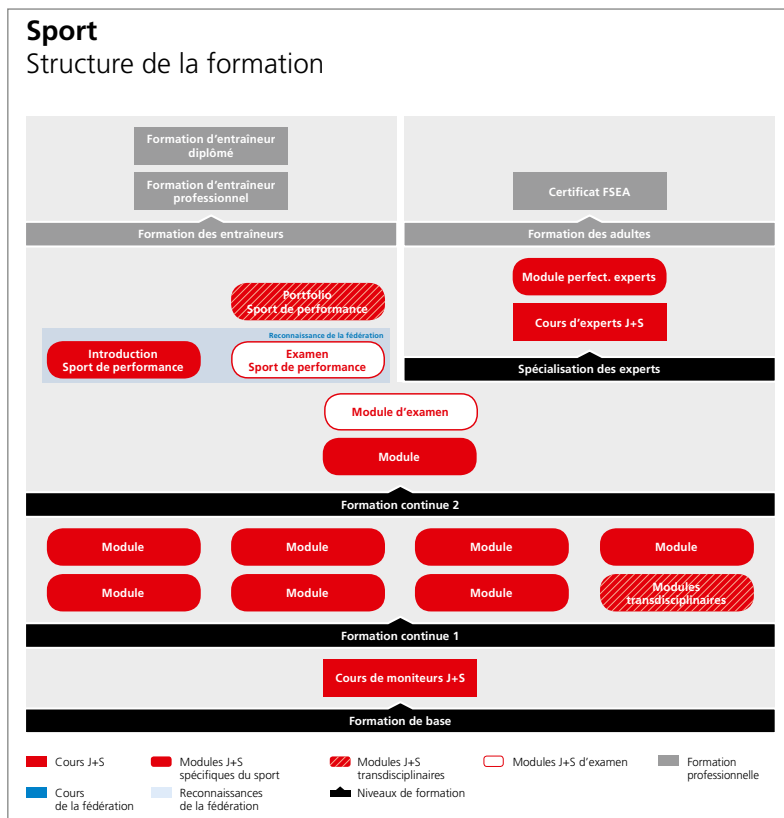 Sport
Structure de la formation
Formation d'entraîneur
diplômé
Formation d'entraîneur
professionnel
Certificat FSEA
Formation des entraîneurs
Formation des adultes
Module perfect. experts
Portfolio
Sport de performance
Cours d'experts J+S
Reconnaissance de la fédération
Introduction
Sport de performance
Examen
Sport de performance
Spécialisation des experts
Module d'examen
Module
Formation continue 2
Module
Module
Module
Module
Module
Module
Module
Modules
transdisciplinaires
Formation continue 1
Cours de moniteurs J+S
Formation de base
Cours J+S
Modules J+S
spécifiques du sport
Modules J+S
transdisciplinaires
Modules J+S d'examen
Formation
professionnelle
Cours
de la fédération
Reconnaissances
de la fédération
Niveaux de formation